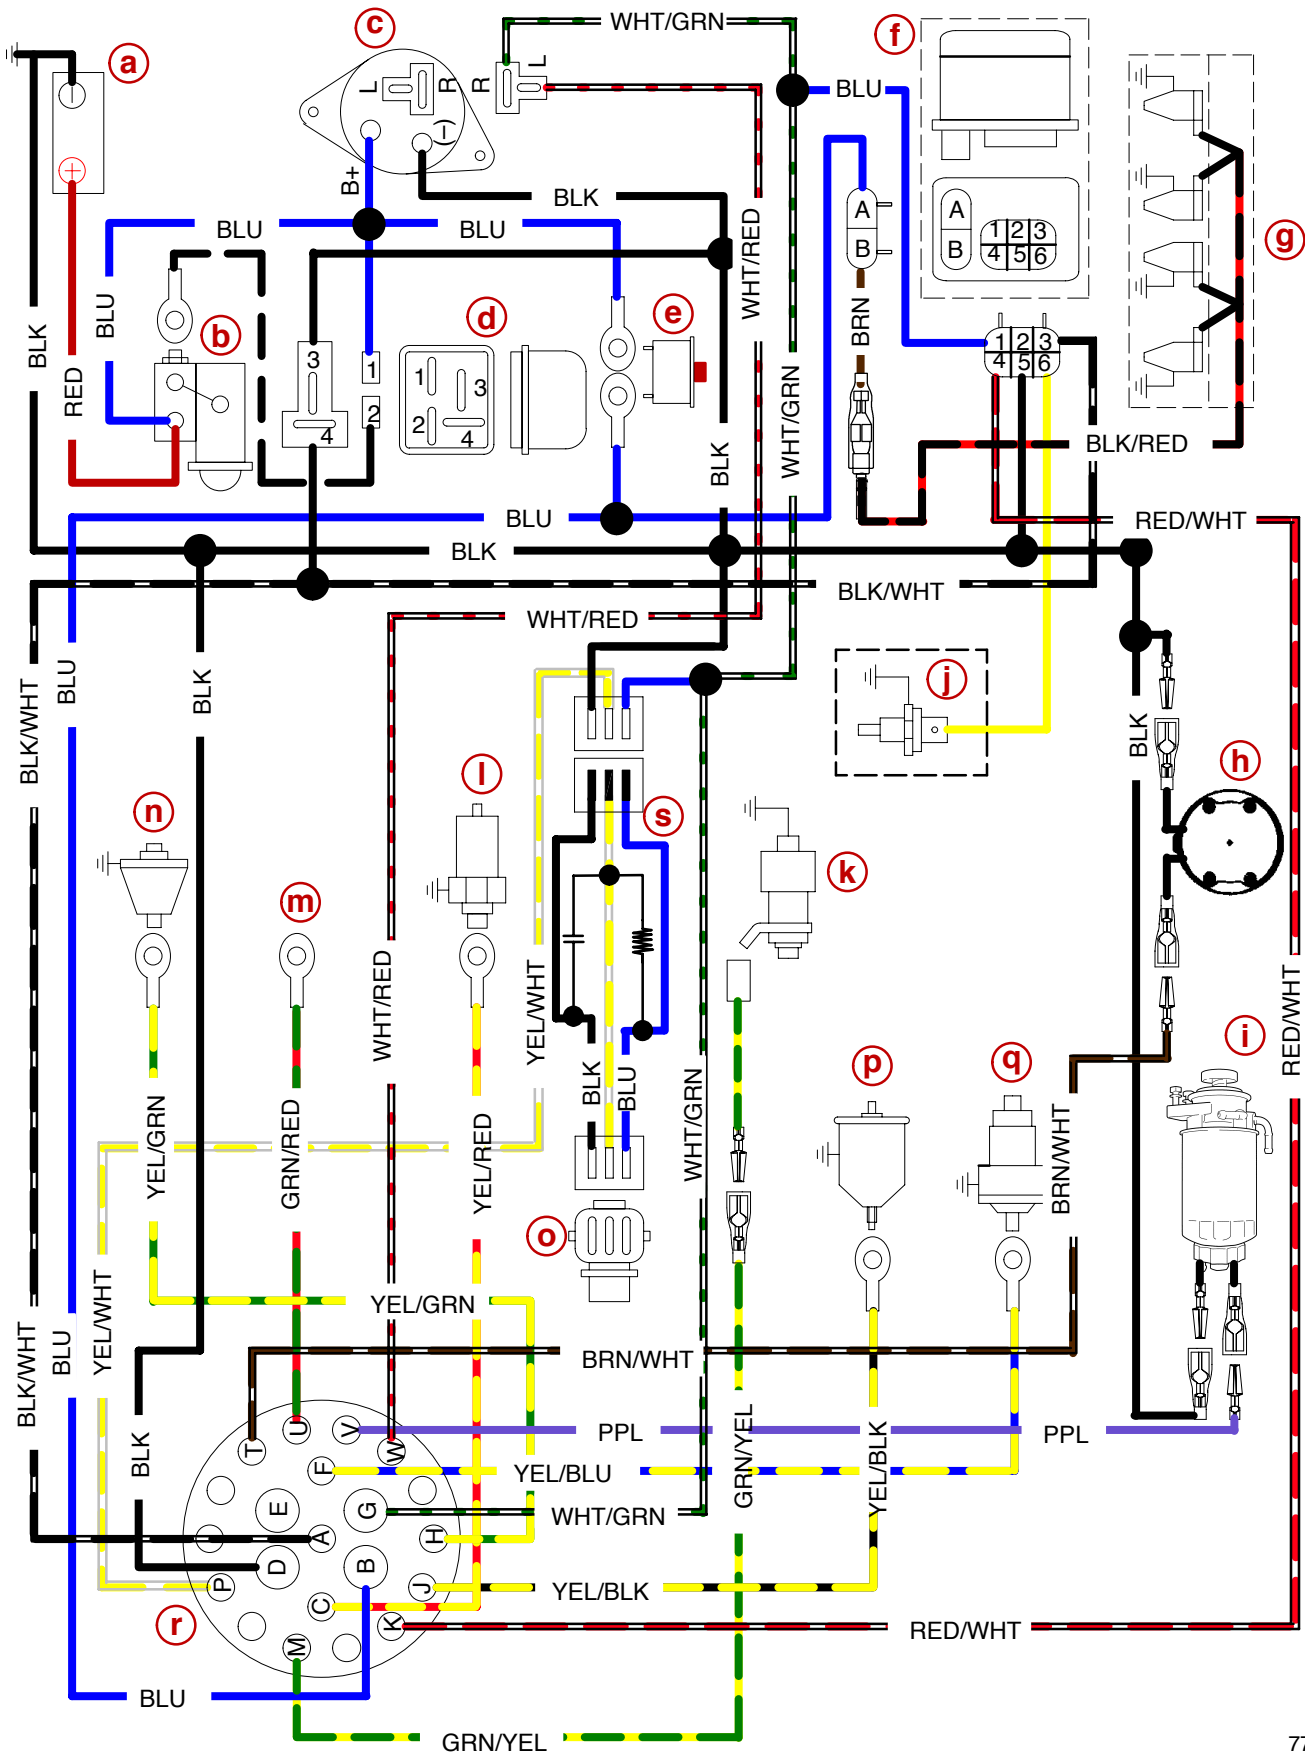 WHT/GRN
a
c
f
L
R
R
L
BLU
(-)
B+
BLK
A
B
A
B
1 2 3
4 5 6
g
BLU
BLU
WHT/RED
BLU
b
d
e
BLK
RED
BRN
1 2 3
4 5 6
3
4
1
2
1
3
2
4
WHT/GRN
BLK/RED
BLK
BLU
BLK
RED/WHT
BLK/WHT
WHT/RED
BLK/WHT
BLU
BLK
j
BLK
h
l
n
s
k
m
WHT/RED
YEL/WHT
RED/WHT
i
p
q
BLK
BLU
WHT/GRN
YEL/GRN
GRN/RED
YEL/RED
BRN/WHT
o
YEL/GRN
YEL/WHT
BLK/WHT
BLU
BRN/WHT
T
U
V
W
PPL
PPL
BLK
F
YEL/BLU
GRN/YEL
YEL/BLK
E
G
WHT/GRN
A
H
D
B
P
J
YEL/BLK
C
K
r
M
RED/WHT
BLU
GRN/YEL
77